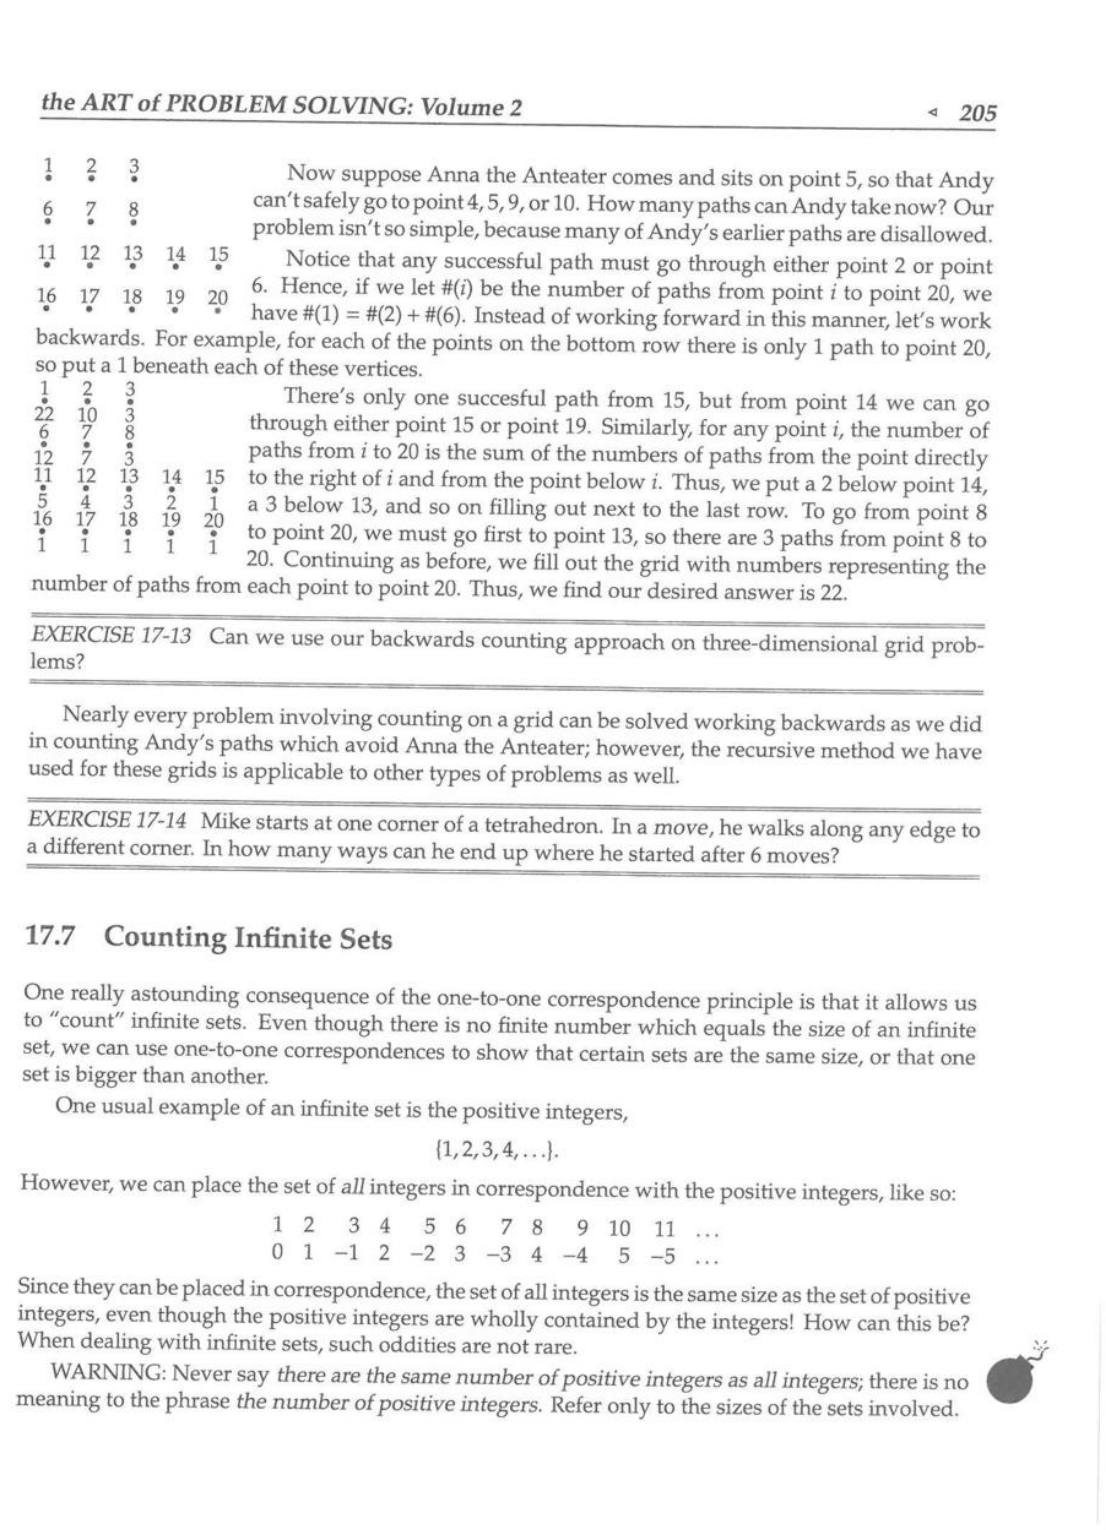 the ART of PROBLEM SOLVING: Volume 2 ◃ 205
1 2 3
6 7 8
11 12 13 14 15
16 17 18 19 20
Now suppose Anna the Anteater comes and sits on point 5, so that Andy
can't safely go to point 4, 5, 9, or 10. How many paths can Andy take now? Our
problem isn't so simple, because many of Andy's earlier paths are disallowed.
Notice that any successful path must go through either point 2 or point
6. Hence, if we let #(i) be the number of paths from point i to point 20, we
have #(1) = #(2) + #(6). Instead of working forward in this manner, let's work
backwards. For example, for each of the points on the bottom row there is only 1 path to point 20,
so put a 1 beneath each of these vertices.
1 2 3
22 10 3
6 7 8
12 7 3
11 12 13 14 15
5 4 3 2 1
16 17 18 19 20
1 1 1 1 1
There's only one succesful path from 15, but from point 14 we can go
through either point 15 or point 19. Similarly, for any point i, the number of
paths from i to 20 is the sum of the numbers of paths from the point directly
to the right of i and from the point below i. Thus, we put a 2 below point 14,
a 3 below 13, and so on filling out next to the last row. To go from point 8
to point 20, we must go first to point 13, so there are 3 paths from point 8 to
20. Continuing as before, we fill out the grid with numbers representing the
number of paths from each point to point 20. Thus, we find our desired answer is 22.
EXERCISE 17-13 Can we use our backwards counting approach on three-dimensional grid prob-
lems?
Nearly every problem involving counting on a grid can be solved working backwards as we did
in counting Andy's paths which avoid Anna the Anteater; however, the recursive method we have
used for these grids is applicable to other types of problems as well.
EXERCISE 17-14 Mike starts at one corner of a tetrahedron. In a move, he walks along any edge to
a different corner. In how many ways can he end up where he started after 6 moves?
17.7 Counting Infinite Sets
One really astounding consequence of the one-to-one correspondence principle is that it allows us
to "count" infinite sets. Even though there is no finite number which equals the size of an infinite
set, we can use one-to-one correspondences to show that certain sets are the same size, or that one
set is bigger than another.
One usual example of an infinite set is the positive integers,
{1, 2, 3, 4, . . .}.
However, we can place the set of all integers in correspondence with the positive integers, like so:
1 2 3 4 5 6 7 8 9 10 11 ...
0 1 −1 2 −2 3 −3 4 −4 5 −5 ...
Since they can be placed in correspondence, the set of all integers is the same size as the set of positive
integers, even though the positive integers are wholly contained by the integers! How can this be?
When dealing with infinite sets, such oddities are not rare.
WARNING: Never say there are the same number of positive integers as all integers; there is no
meaning to the phrase the number of positive integers. Refer only to the sizes of the sets involved.